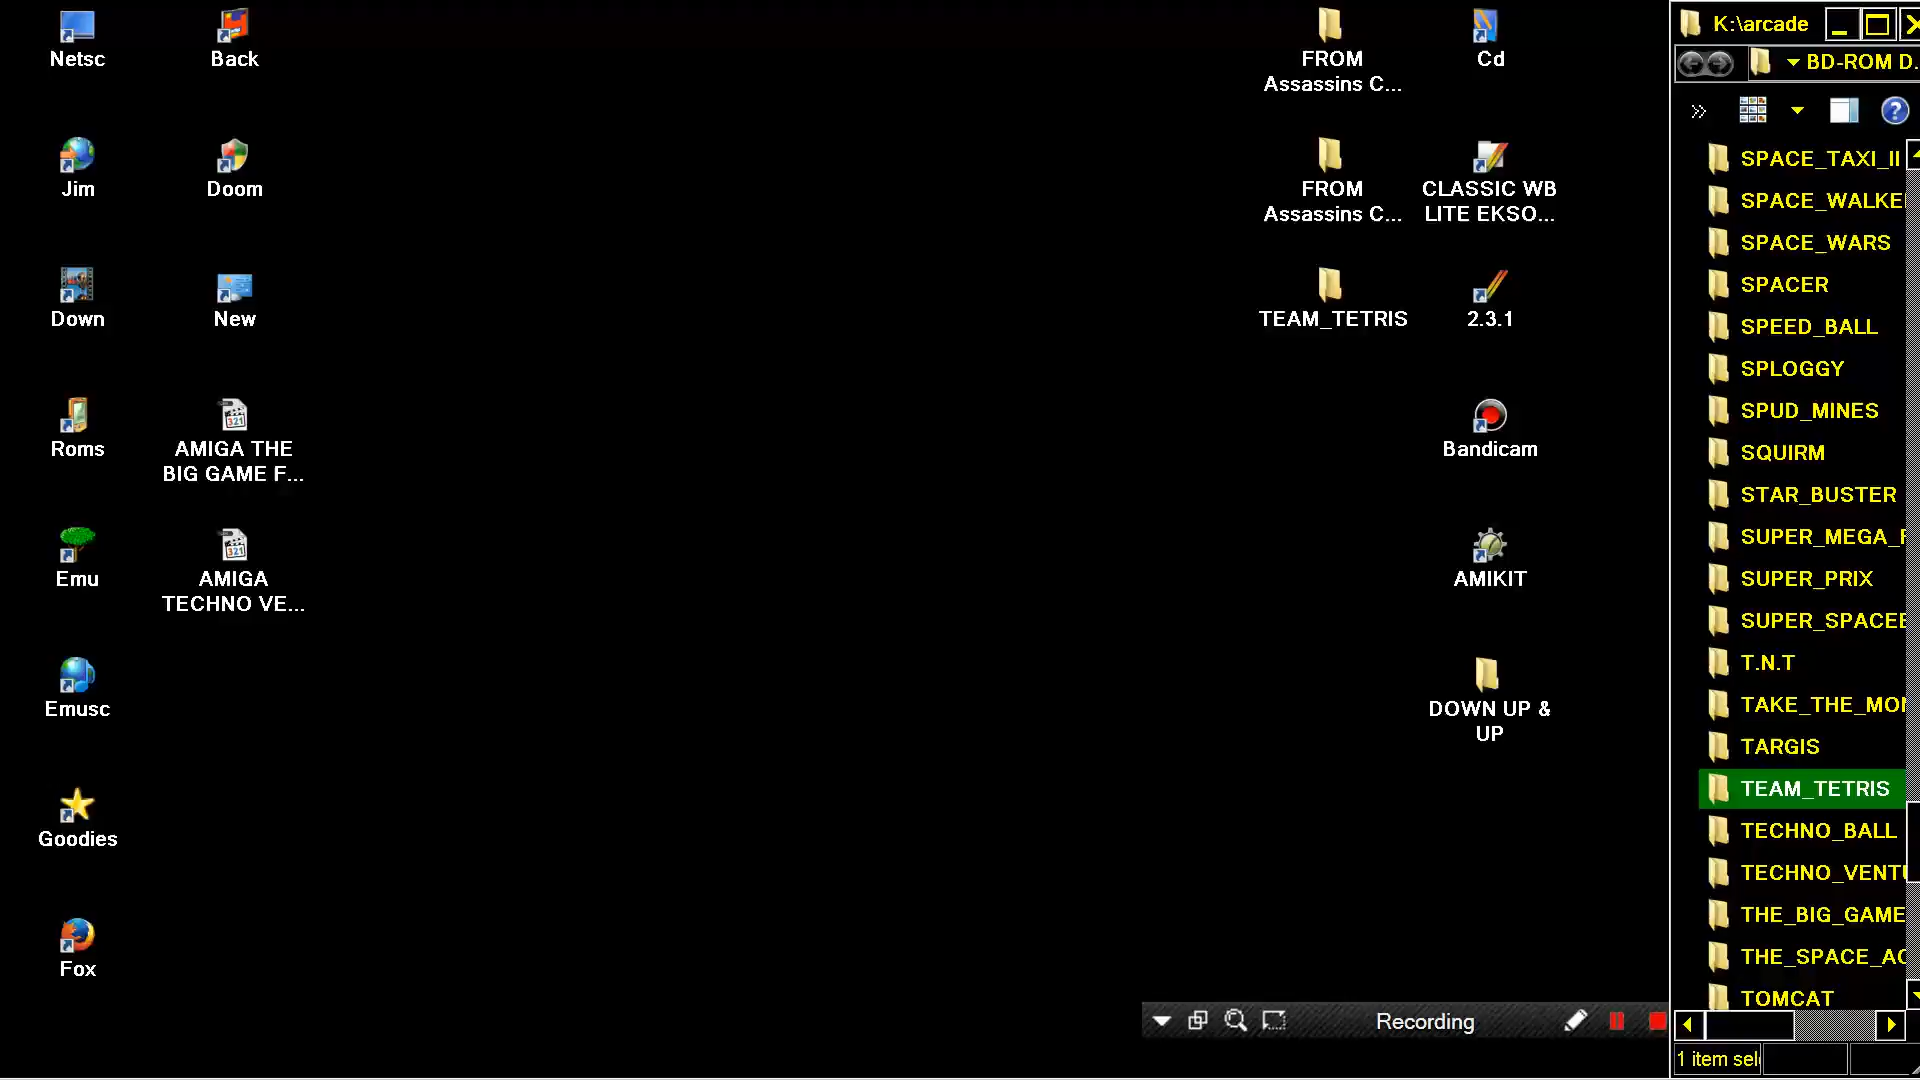 Netsc
Back
Jim
Doom
Down
New
Roms
AMIGA THE
BIG GAME F...
Emu
AMIGA
TECHNO VE...
Emusc
Goodies
Fox
FROM
Assassins C...
Cd
FROM
Assassins C...
CLASSIC WB
LITE EKSO...
TEAM_TETRIS
2.3.1
Bandicam
AMIKIT
DOWN UP &
UP
Recording
K:\arcade
BD-ROM D.
SPACE_TAXI_II
SPACE_WALKE
SPACE_WARS
SPACER
SPEED_BALL
SPLOGGY
SPUD_MINES
SQUIRM
STAR_BUSTER
SUPER_MEGA_
SUPER_PRIX
SUPER_SPACE
T.N.T
TAKE_THE_MO
TARGIS
TEAM_TETRIS
TECHNO_BALL
TECHNO_VENT
THE_BIG_GAME
THE_SPACE_A
TOMCAT
1 item sel